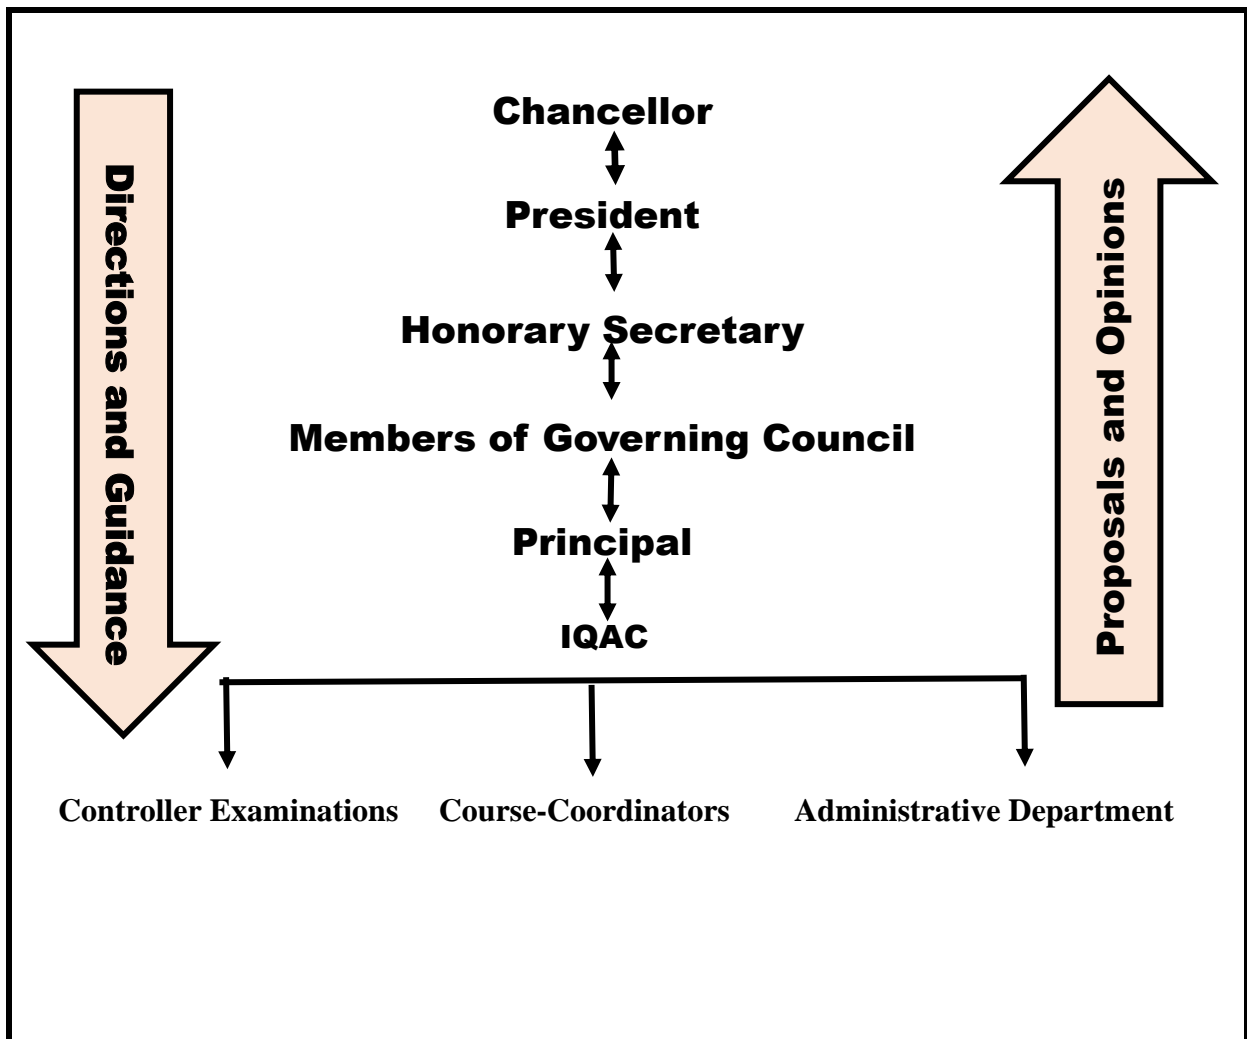 Directions and Guidance
Chancellor
President
Honorary Secretary
Members of Governing Council
Principal
IQAC
Proposals and Opinions
Controller Examinations
Course-Coordinators
Administrative Department